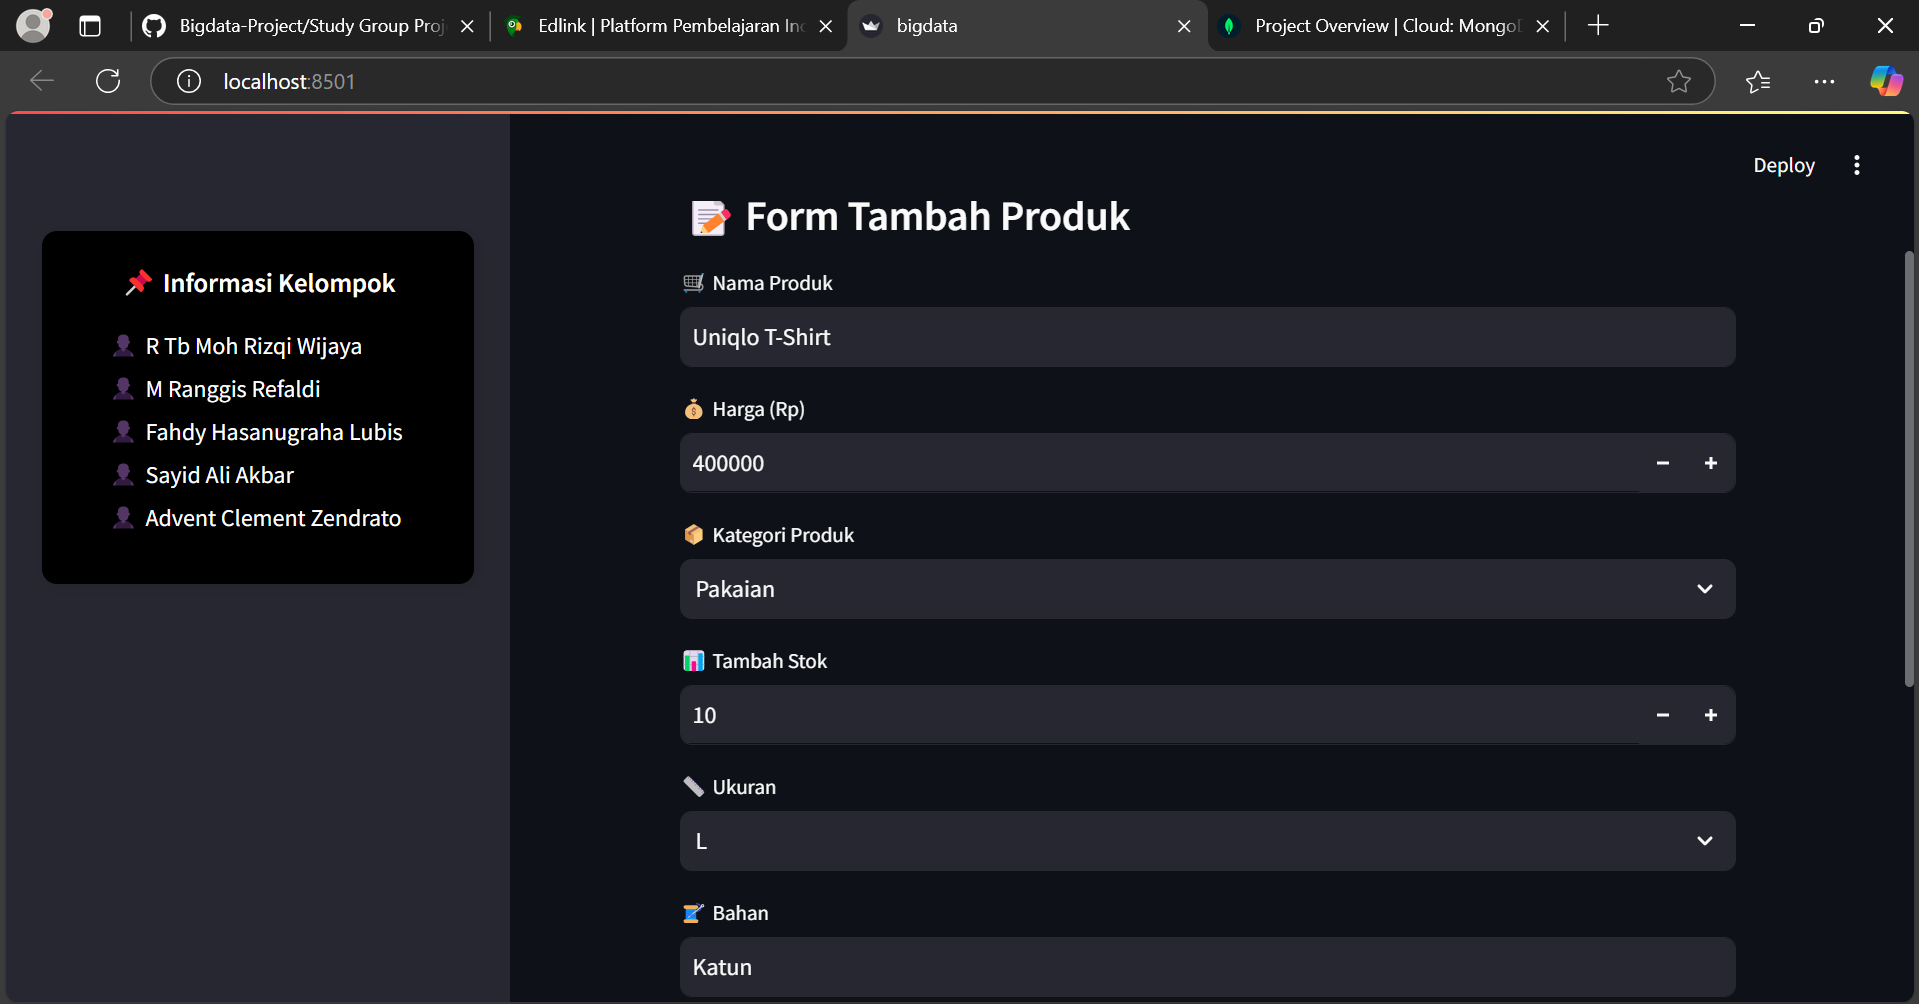 Bigdata-Project/Study Group Proj
Edlink | Platform Pembelajaran Ind
bigdata
Project Overview | Cloud: MongoD
localhost:8501
Deploy
Form Tambah Produk
Informasi Kelompok
R Tb Moh Rizqi Wijaya
M Ranggis Refaldi
Fahdy Hasanugraha Lubis
Sayid Ali Akbar
Advent Clement Zendrato
Nama Produk
Uniqlo T-Shirt
Harga (Rp)
400000
Kategori Produk
Pakaian
Tambah Stok
10
Ukuran
L
Bahan
Katun